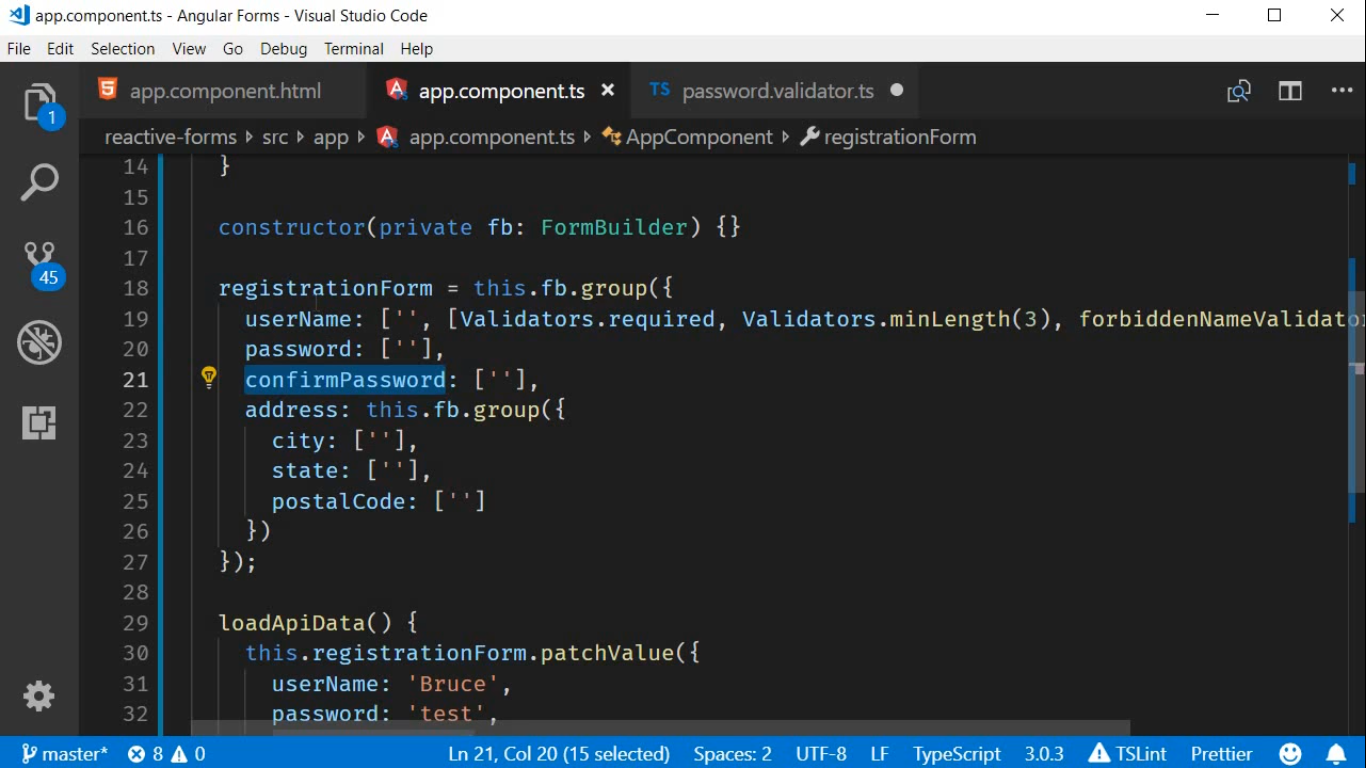 app.component.ts - Angular Forms - Visual Studio Code
File Edit Selection View Go Debug Terminal Help
app.component.html app.component.ts TS password.validator.ts
1
reactive-forms src app app.component.ts AppComponent registrationForm
14 }
15
16 constructor(private fb: FormBuilder) {}
17
18 registrationForm = this.fb.group({
19 userName: ['', [Validators.required, Validators.minLength(3), forbiddenNameValidato
20 password: [''],
21 confirmPassword: [''],
22 address: this.fb.group({
23 city: [''],
24 state: [''],
25 postalCode: ['']
26 })
27 });
28
29 loadApiData() {
30 this.registrationForm.patchValue({
31 userName: 'Bruce',
32 password: 'test',
45
master* 8 0 Ln 21, Col 20 (15 selected) Spaces: 2 UTF-8 LF TypeScript 3.0.3 TSLint Prettier